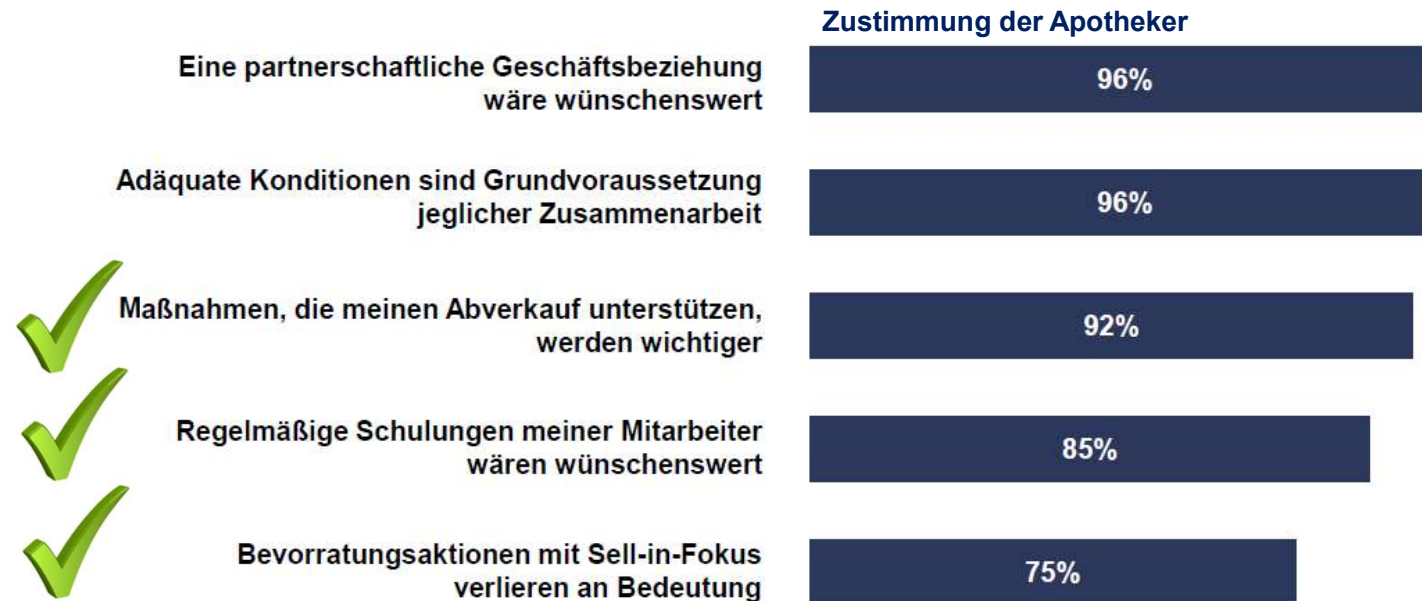 Zustimmung der Apotheker
Eine partnerschaftliche Geschäftsbeziehung
wäre wünschenswert
96%
Adäquate Konditionen sind Grundvoraussetzung
jeglicher Zusammenarbeit
96%
Maßnahmen, die meinen Abverkauf unterstützen,
werden wichtiger
92%
Regelmäßige Schulungen meiner Mitarbeiter
wären wünschenswert
85%
Bevorratungsaktionen mit Sell-in-Fokus
verlieren an Bedeutung
75%